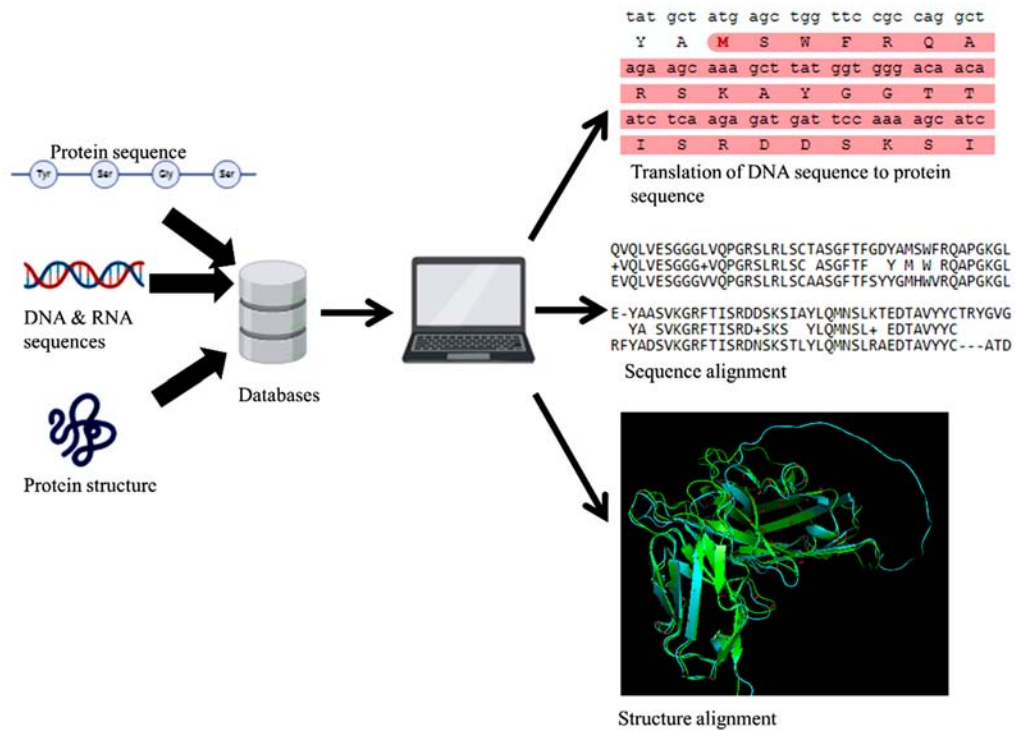 Protein sequence
Tyr Ser Gly Ser
DNA & RNA
sequences
Protein structure
Databases
tat gct atg agc tgg ttc cgc cag gct
Y A M S W F R Q A
aga agc aaa gct tat ggt ggg aca aca
R S K A Y G G T T
atc tca aga gat gat tcc aaa agc atc
I S R D D S K S I
Translation of DNA sequence to protein
sequence
QVQLVESGGGLVQPGRSLRLSCTASGFTFGDYAMSWFRQAPGKGL
+VQLVESGGG+VQPGRSLRLSC ASGFTF Y M W RQAPGKGL
EVQLVESGGGVVQPGRSLRLSCAASGFTFSYYGMHWVRQAPGKGL
E-YAASVKGRFTISRDDSKSIAYLQMNSLKTEDTAVYYCTRYGVG
YA SVKGRFTISRD+SKS YLQMNSL+ EDTAVYYC
RFYADSVKGRFTISRDNSKSTLYLQMNSLRAEDTAVYYC---ATD
Sequence alignment
Structure alignment